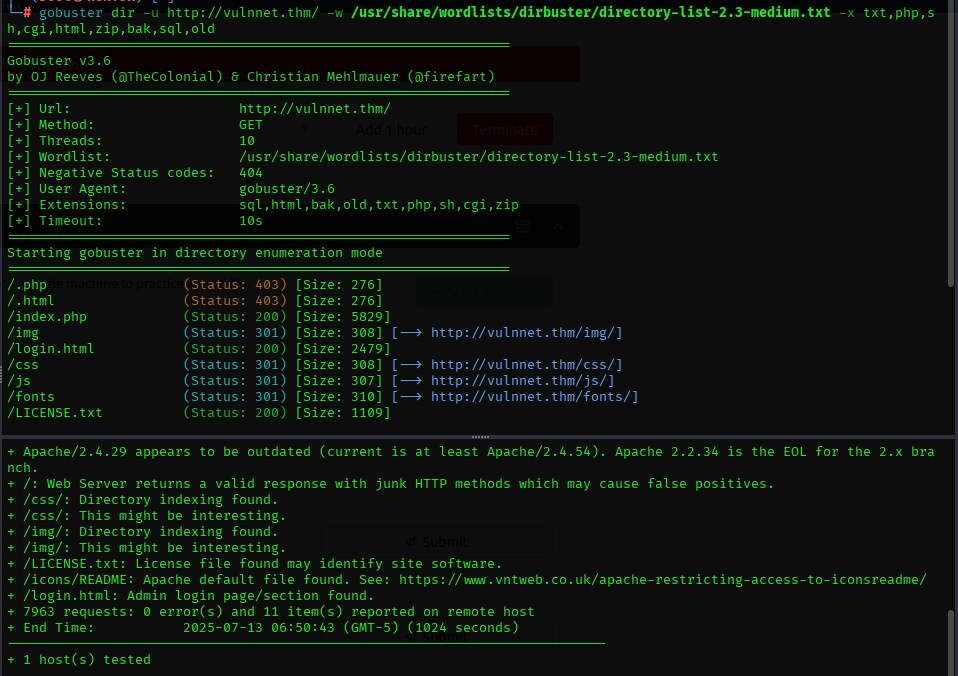 └─# gobuster dir -u http://vulnnet.thm/ -w /usr/share/wordlists/dirbuster/directory-list-2.3-medium.txt -x txt,php,s
h,cgi,html,zip,bak,sql,old
Gobuster v3.6
by OJ Reeves (@TheColonial) & Christian Mehlmauer (@firefart)
[+] Url: http://vulnnet.thm/
[+] Method: GET
[+] Threads: 10
[+] Wordlist: /usr/share/wordlists/dirbuster/directory-list-2.3-medium.txt
[+] Negative Status codes: 404
[+] User Agent: gobuster/3.6
[+] Extensions: sql,html,bak,old,txt,php,sh,cgi,zip
[+] Timeout: 10s
Add 1 hour
Terminate
Starting gobuster in directory enumeration mode
/.php (Status: 403) [Size: 276]
/.html (Status: 403) [Size: 276]
/index.php (Status: 200) [Size: 5829]
/img (Status: 301) [Size: 308] [--> http://vulnnet.thm/img/]
/login.html (Status: 200) [Size: 2479]
/css (Status: 301) [Size: 308] [--> http://vulnnet.thm/css/]
/js (Status: 301) [Size: 307] [--> http://vulnnet.thm/js/]
/fonts (Status: 301) [Size: 310] [--> http://vulnnet.thm/fonts/]
/LICENSE.txt (Status: 200) [Size: 1109]
+ Apache/2.4.29 appears to be outdated (current is at least Apache/2.4.54). Apache 2.2.34 is the EOL for the 2.x bra
nch.
+ /: Web Server returns a valid response with junk HTTP methods which may cause false positives.
+ /css/: Directory indexing found.
+ /css/: This might be interesting.
+ /img/: Directory indexing found.
+ /img/: This might be interesting.
Submit
+ /LICENSE.txt: License file found may identify site software.
+ /icons/README: Apache default file found. See: https://www.vntweb.co.uk/apache-restricting-access-to-iconsreadme/
+ /login.html: Admin login page/section found.
+ 7963 requests: 0 error(s) and 11 item(s) reported on remote host
+ End Time: 2025-07-13 06:50:43 (GMT-5) (1024 seconds)
+ 1 host(s) tested